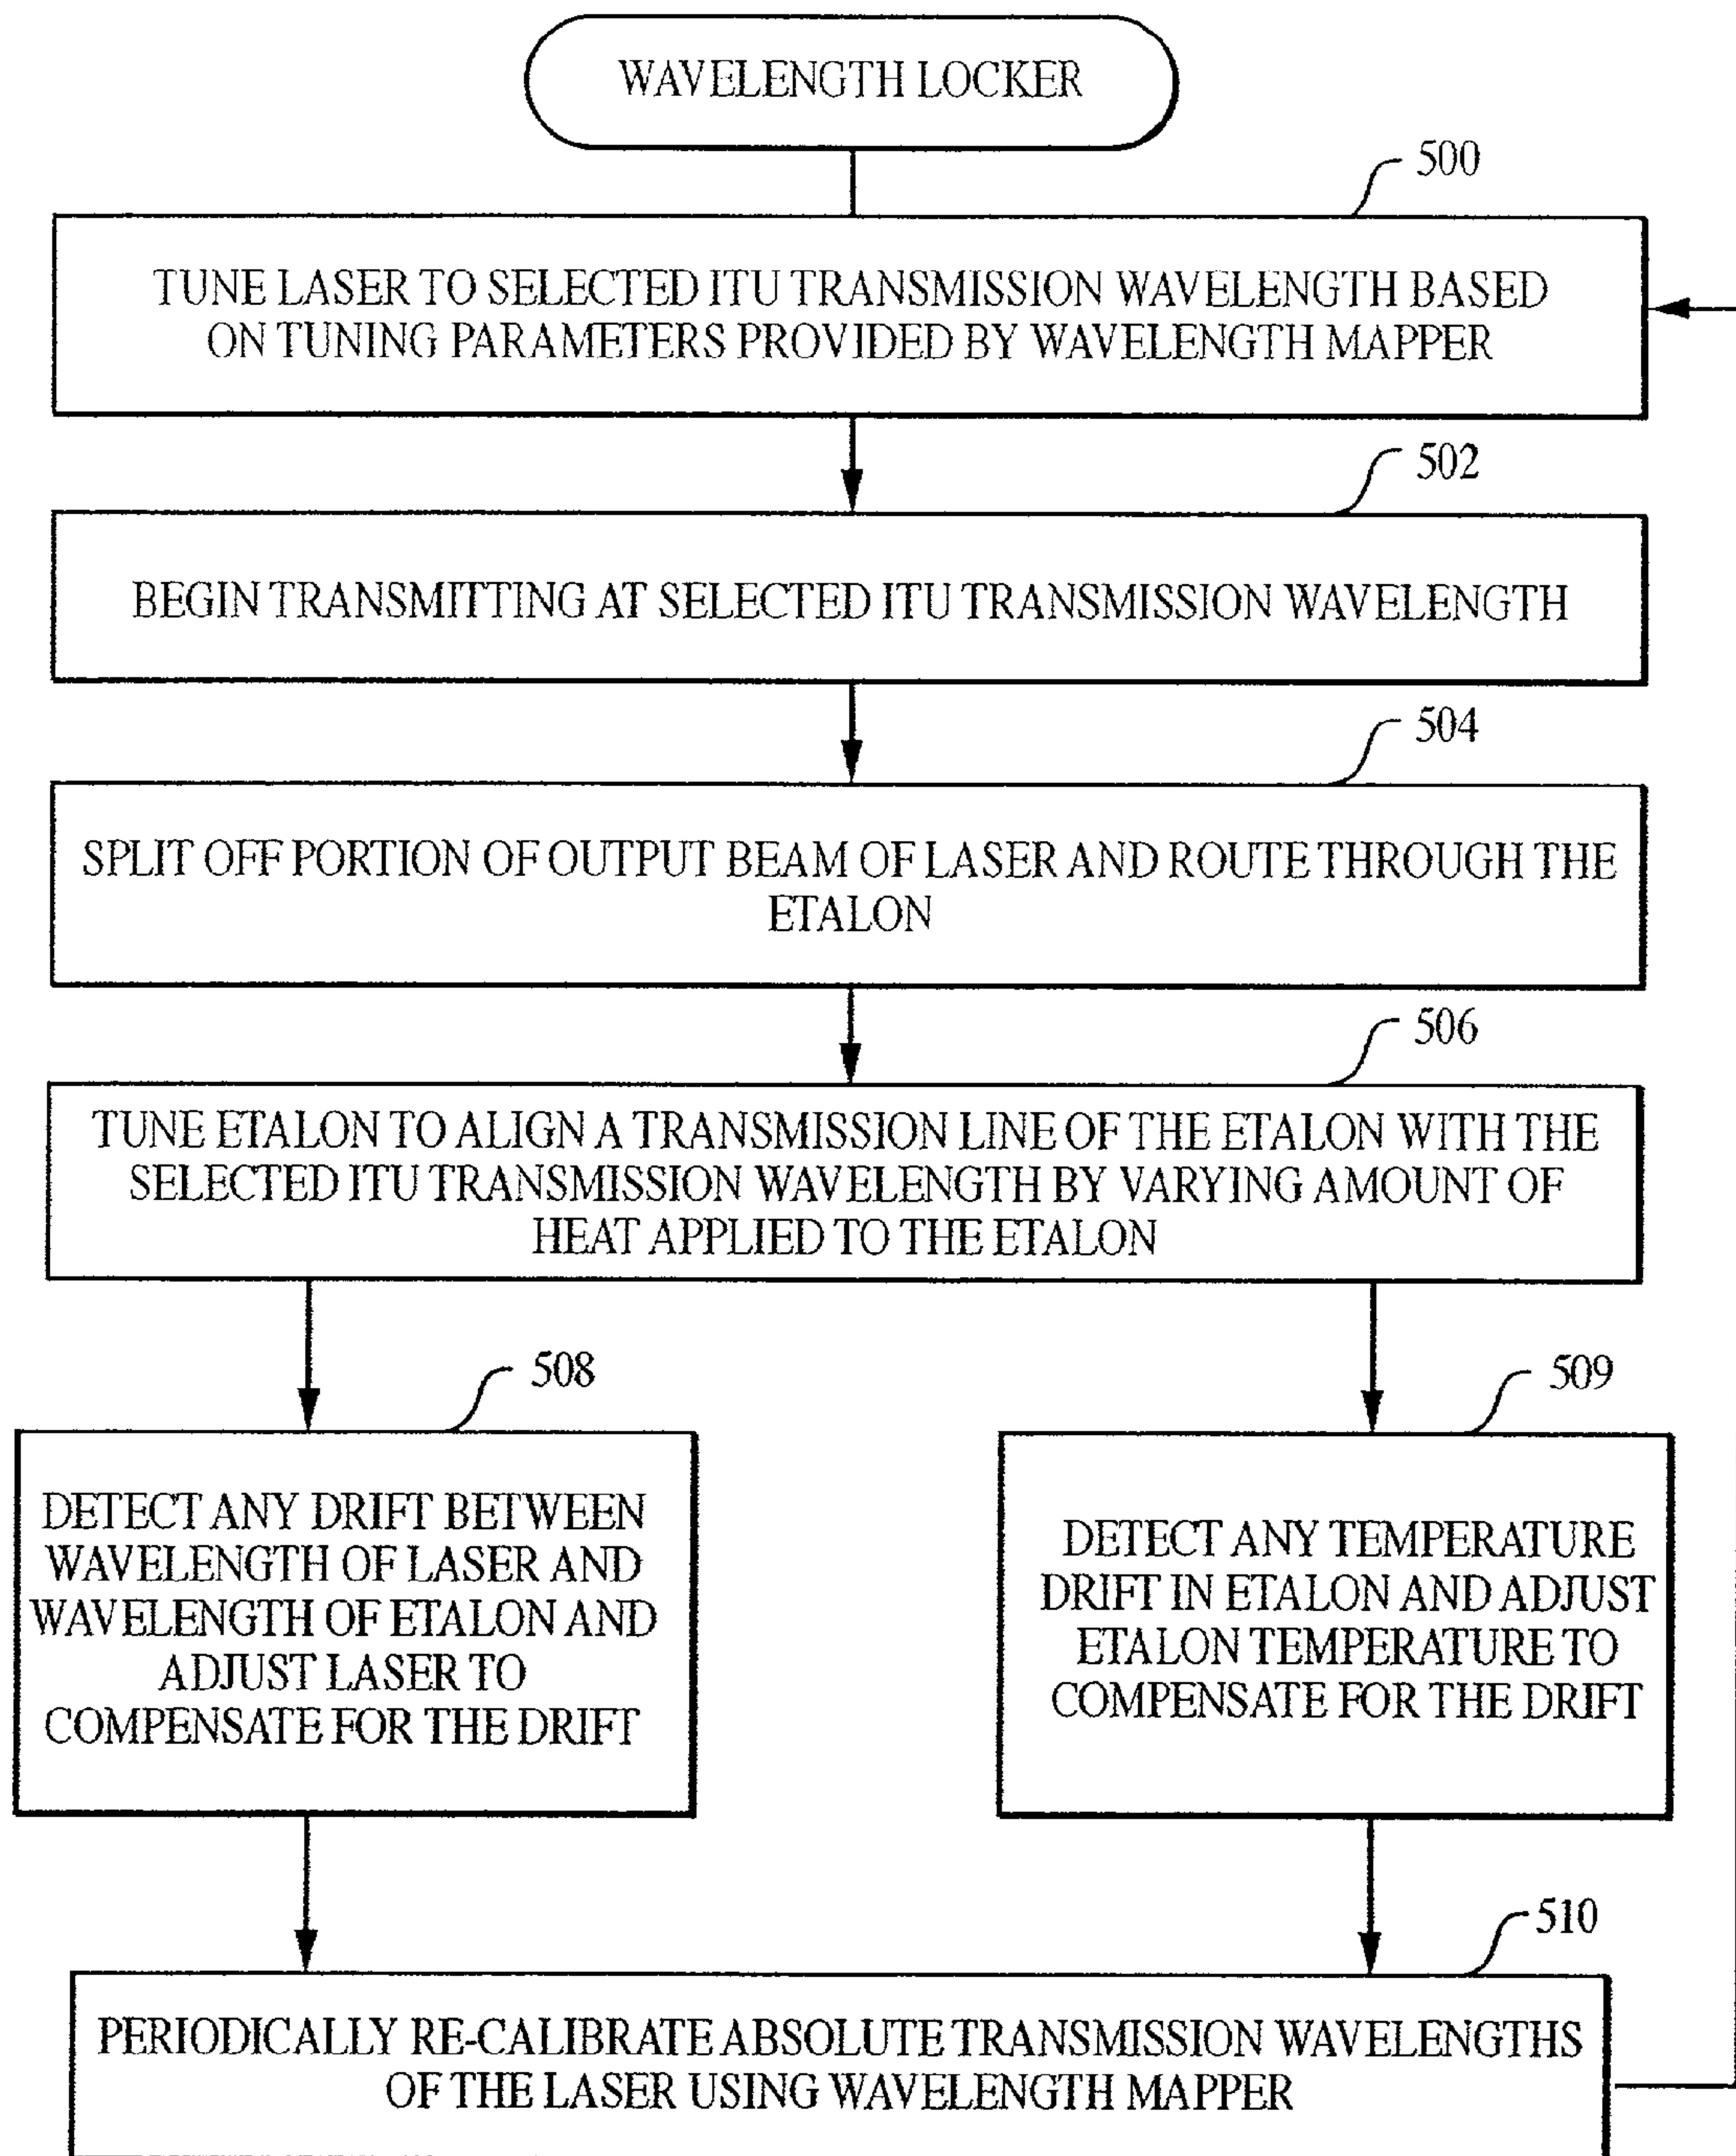 WAVELENGTH LOCKER
500
TUNE LASER TO SELECTED ITU TRANSMISSION WAVELENGTH BASED
ON TUNING PARAMETERS PROVIDED BY WAVELENGTH MAPPER
502
BEGIN TRANSMITTING AT SELECTED ITU TRANSMISSION WAVELENGTH
504
SPLIT OFF PORTION OF OUTPUT BEAM OF LASER AND ROUTE THROUGH THE
ETALON
506
TUNE ETALON TO ALIGN A TRANSMISSION LINE OF THE ETALON WITH THE
SELECTED ITU TRANSMISSION WAVELENGTH BY VARYING AMOUNT OF
HEAT APPLIED TO THE ETALON
508
DETECT ANY DRIFT BETWEEN
WAVELENGTH OF LASER AND
WAVELENGTH OF ETALON AND
ADJUST LASER TO
COMPENSATE FOR THE DRIFT
509
DETECT ANY TEMPERATURE
DRIFT IN ETALON AND ADJUST
ETALON TEMPERATURE TO
COMPENSATE FOR THE DRIFT
510
PERIODICALLY RE-CALIBRATE ABSOLUTE TRANSMISSION WAVELENGTHS
OF THE LASER USING WAVELENGTH MAPPER